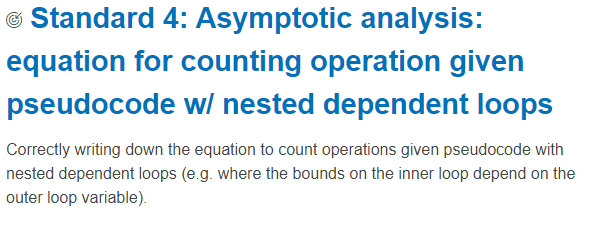 Standard 4: Asymptotic analysis:
equation for counting operation given
pseudocode w/ nested dependent loops
Correctly writing down the equation to count operations given pseudocode with
nested dependent loops (e.g. where the bounds on the inner loop depend on the
outer loop variable).